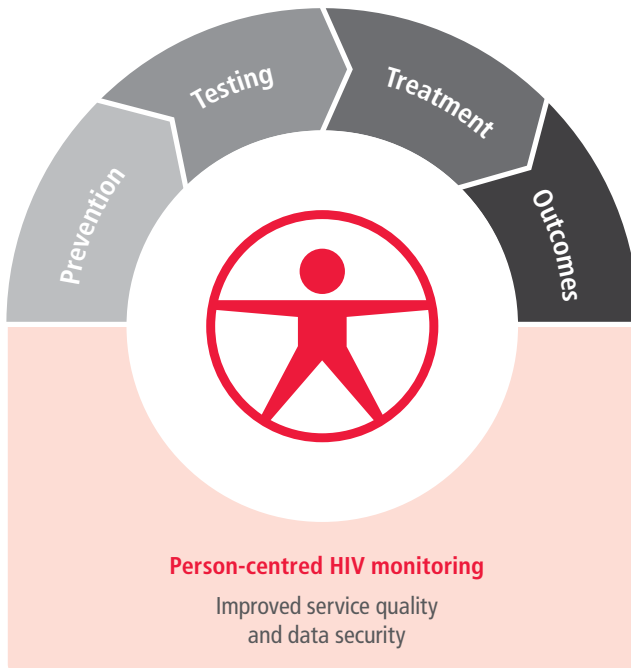 Prevention
Testing
Treatment
Outcomes
Person-centred HIV monitoring
Improved service quality
and data security